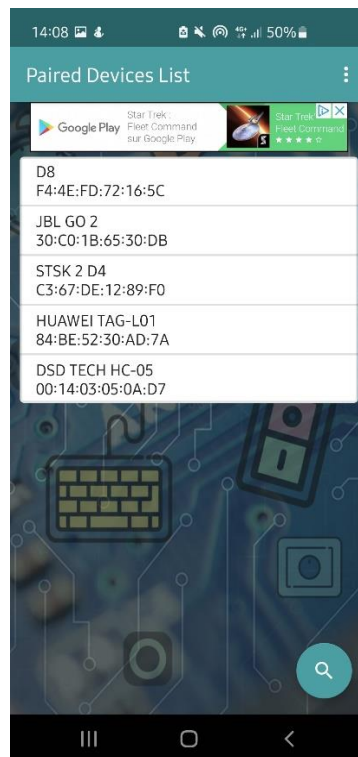 14:08 50%
Paired Devices List
Google Play
Star Trek :
Fleet Command
sur Google Play
Star Trek
Fleet Command
D8
F4:4E:FD:72:16:5C
JBL GO 2
30:C0:1B:65:30:DB
STSK 2 D4
C3:67:DE:12:89:F0
HUAWEI TAG-L01
84:BE:52:30:AD:7A
DSD TECH HC-05
00:14:03:05:0A:D7